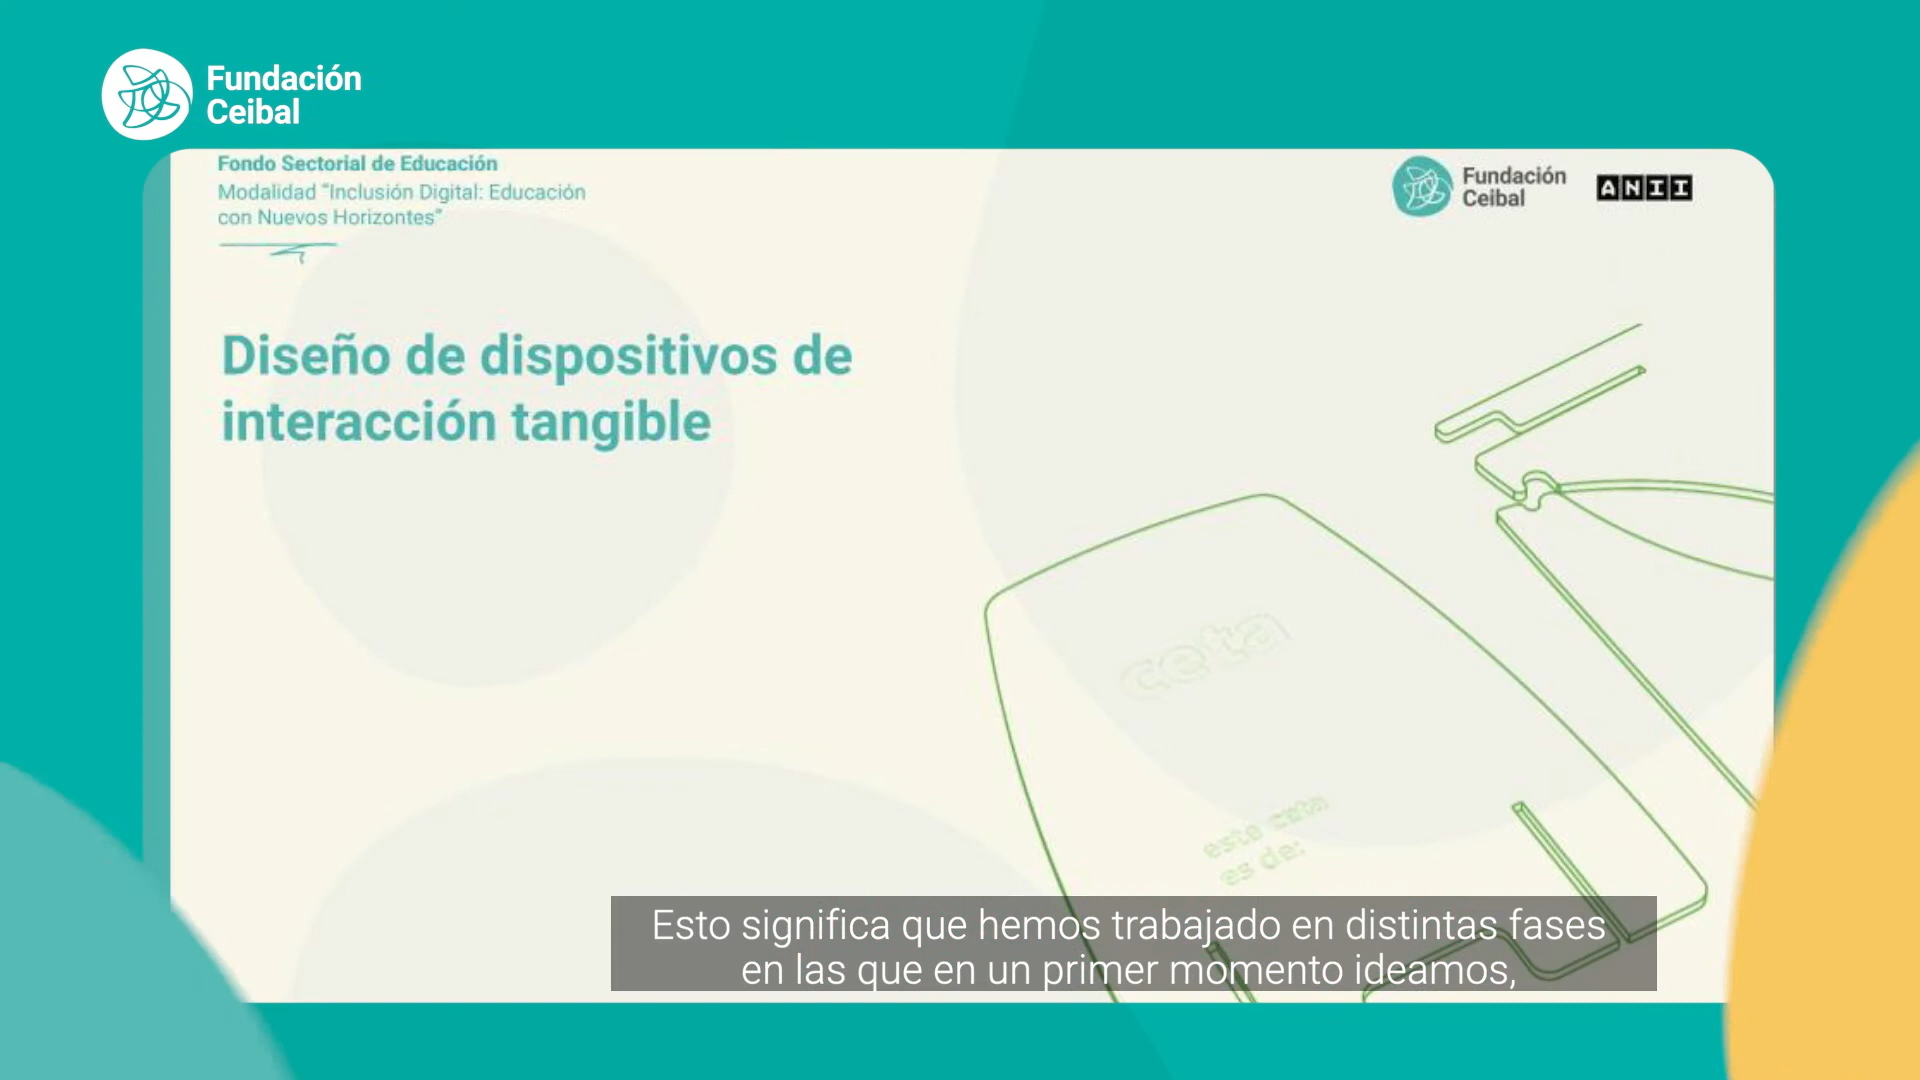 Fundación
Ceibal
Fondo Sectorial de Educación
Modalidad “Inclusión Digital: Educación
con Nuevos Horizontes”
Fundación
Ceibal
ANII
Diseño de dispositivos de
interacción tangible
ceta
este ceta
es de:
Esto significa que hemos trabajado en distintas fases
en las que en un primer momento ideamos,